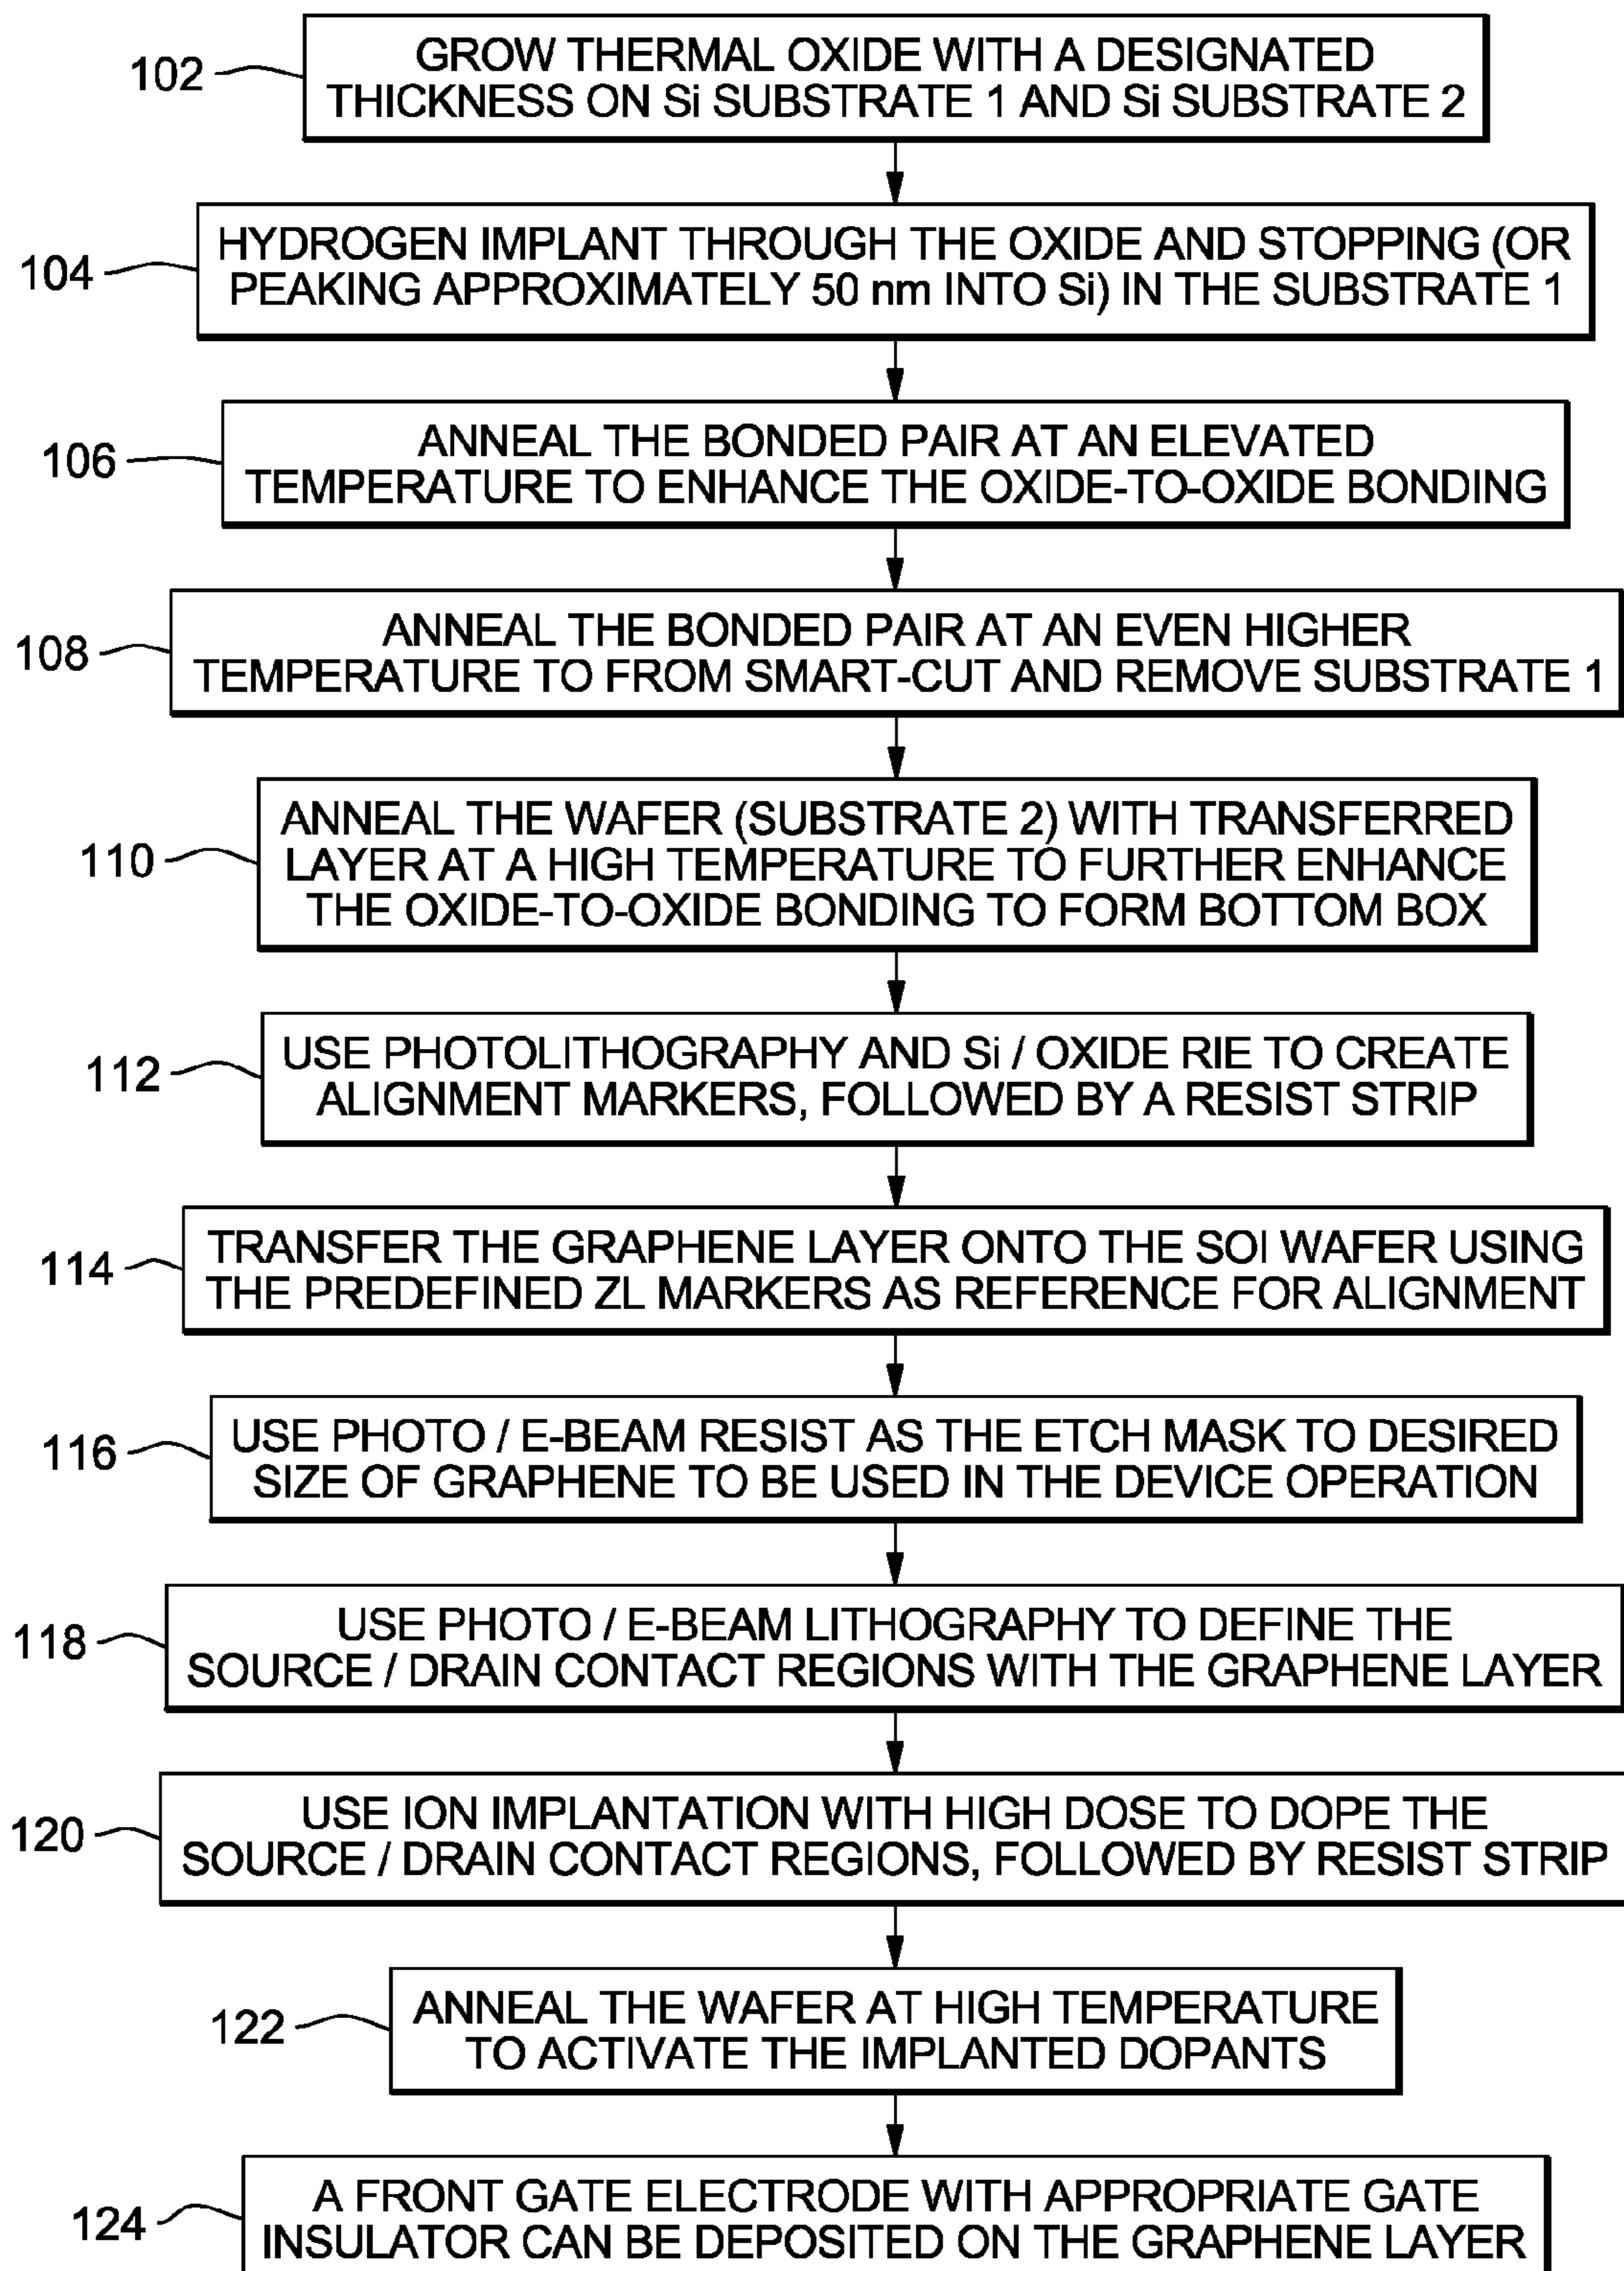 102
GROW THERMAL OXIDE WITH A DESIGNATED
THICKNESS ON Si SUBSTRATE 1 AND Si SUBSTRATE 2
104
HYDROGEN IMPLANT THROUGH THE OXIDE AND STOPPING (OR
PEAKING APPROXIMATELY 50 nm INTO Si) IN THE SUBSTRATE 1
106
ANNEAL THE BONDED PAIR AT AN ELEVATED
TEMPERATURE TO ENHANCE THE OXIDE-TO-OXIDE BONDING
108
ANNEAL THE BONDED PAIR AT AN EVEN HIGHER
TEMPERATURE TO FROM SMART-CUT AND REMOVE SUBSTRATE 1
110
ANNEAL THE WAFER (SUBSTRATE 2) WITH TRANSFERRED
LAYER AT A HIGH TEMPERATURE TO FURTHER ENHANCE
THE OXIDE-TO-OXIDE BONDING TO FORM BOTTOM BOX
112
USE PHOTOLITHOGRAPHY AND Si / OXIDE RIE TO CREATE
ALIGNMENT MARKERS, FOLLOWED BY A RESIST STRIP
114
TRANSFER THE GRAPHENE LAYER ONTO THE SOI WAFER USING
THE PREDEFINED ZL MARKERS AS REFERENCE FOR ALIGNMENT
116
USE PHOTO / E-BEAM RESIST AS THE ETCH MASK TO DESIRED
SIZE OF GRAPHENE TO BE USED IN THE DEVICE OPERATION
118
USE PHOTO / E-BEAM LITHOGRAPHY TO DEFINE THE
SOURCE / DRAIN CONTACT REGIONS WITH THE GRAPHENE LAYER
120
USE ION IMPLANTATION WITH HIGH DOSE TO DOPE THE
SOURCE / DRAIN CONTACT REGIONS, FOLLOWED BY RESIST STRIP
122
ANNEAL THE WAFER AT HIGH TEMPERATURE
TO ACTIVATE THE IMPLANTED DOPANTS
124
A FRONT GATE ELECTRODE WITH APPROPRIATE GATE
INSULATOR CAN BE DEPOSITED ON THE GRAPHENE LAYER